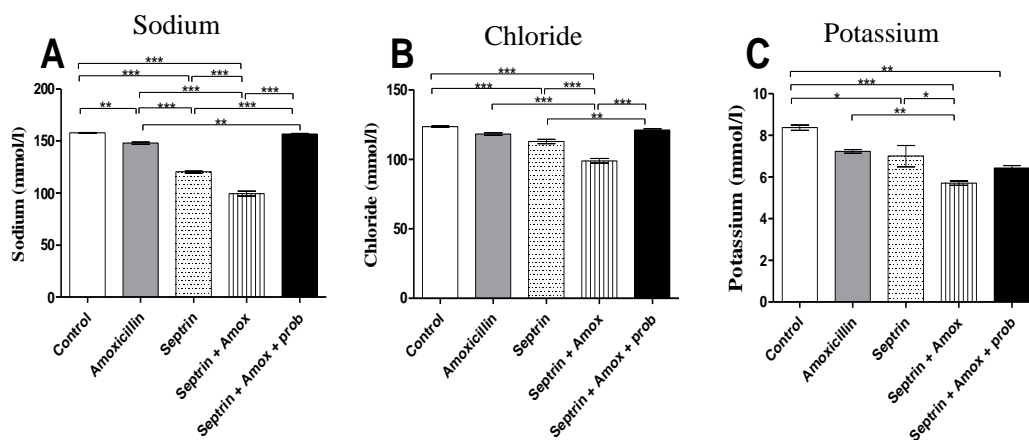 A
Sodium
***
*** ***
*** ***
** *** ***
**
Sodium (mmol/l)
200
150
100
50
0
Control
Amoxicillin
Septrin
Septrin + Amox
Septrin + Amox + prob
B
Chloride
***
*** ***
*** ***
**
Chloride (mmol/l)
150
100
50
0
Control
Amoxicillin
Septrin
Septrin + Amox
Septrin + Amox + prob
C
Potassium
**
***
* *
**
Potassium (mmol/l)
10
8
6
4
2
0
Control
Amoxicillin
Septrin
Septrin + Amox
Septrin + Amox + prob